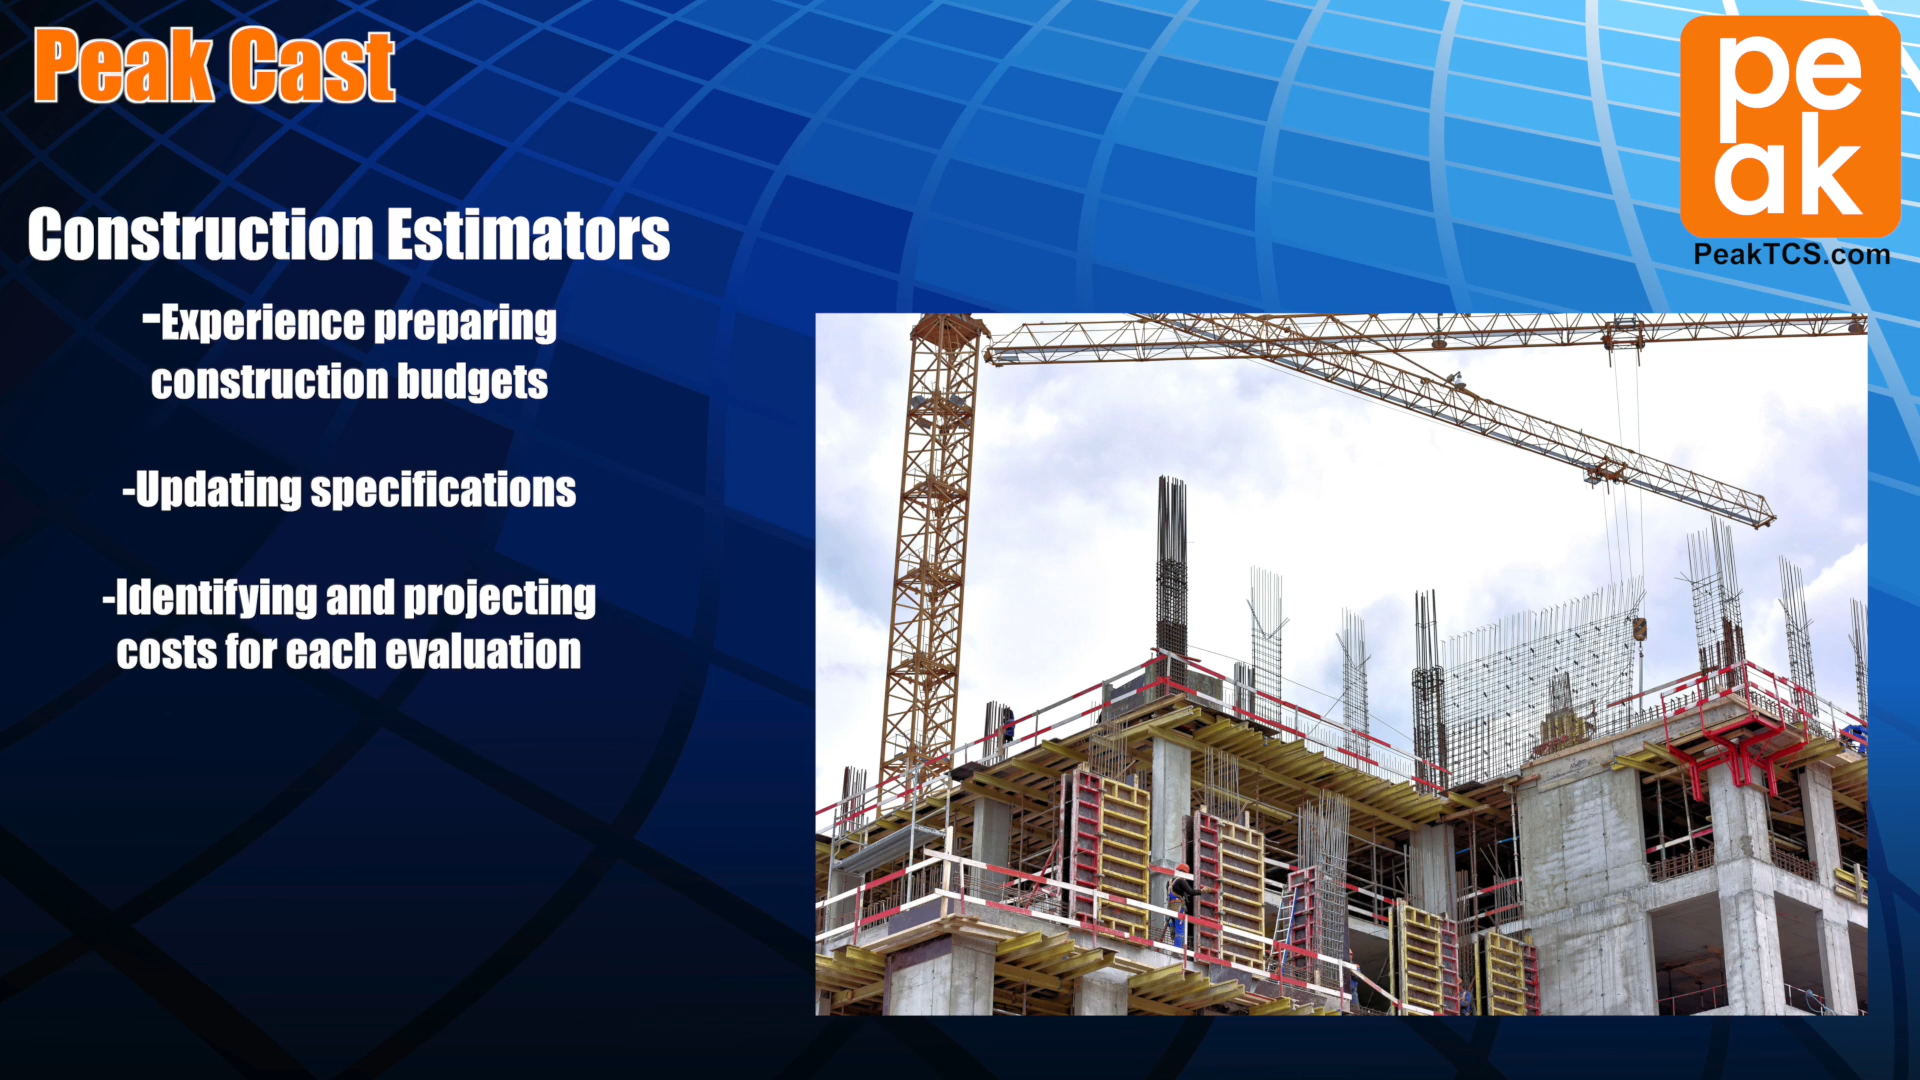 Peak Cast
pe
ak
PeakTCS.com
Construction Estimators
-Experience preparing
construction budgets
-Updating specifications
-Identifying and projecting
costs for each evaluation